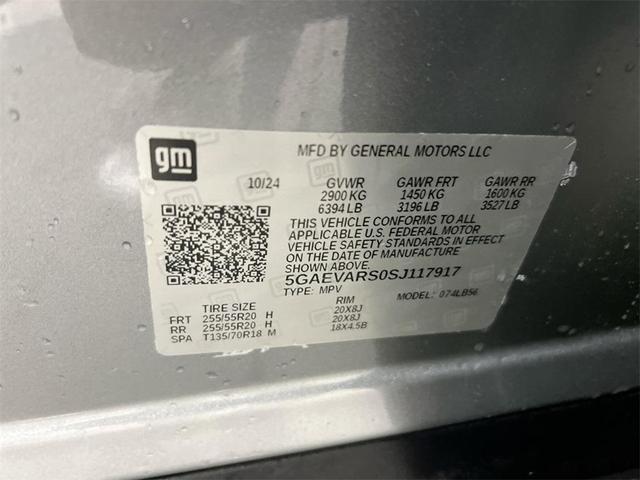 gm
MFD BY GENERAL MOTORS LLC
10/24 GVWR GAWR FRT GAWR RR
2900 KG 1450 KG 1600 KG
6394 LB 3196 LB 3527 LB
THIS VEHICLE CONFORMS TO ALL
APPLICABLE U.S. FEDERAL MOTOR
VEHICLE SAFETY STANDARDS IN EFFECT
ON THE DATE OF MANUFACTURE
SHOWN ABOVE.
5GAEVARS0SJ117917
TYPE: MPV MODEL: 074LB56
TIRE SIZE RIM
FRT 255/55R20 H 20X8J
RR 255/55R20 H 20X8J
SPA T135/70R18 M 18X4.5B